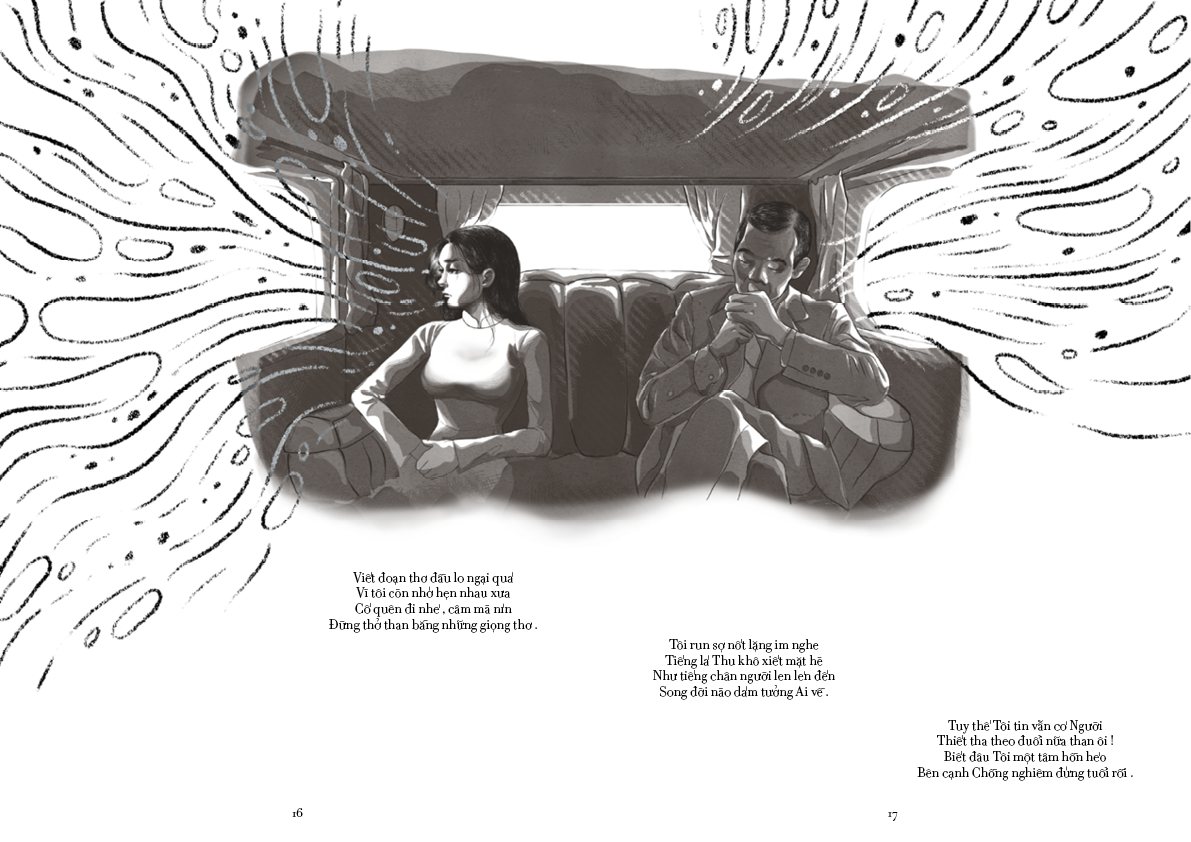 Viết đoạn thơ đầu lo ngại quá
Vì tôi còn nhớ hẹn nhau xưa
Cố quên đi nhé , câm mà nín
Đừng thở than bằng những giọng thơ .
Tôi run sợ nốt lặng im nghe
Tiếng lá Thu khô xiết mặt hè
Như tiếng chân người len lén đến
Song đời nào dám tưởng Ai về .
Tuy thế Tôi tin vẫn có Người
Thiết tha theo đuổi nữa than ôi !
Biết đâu Tôi một tâm hồn héo
Bên cạnh Chồng nghiêm đứng tuổi rồi .
16
17